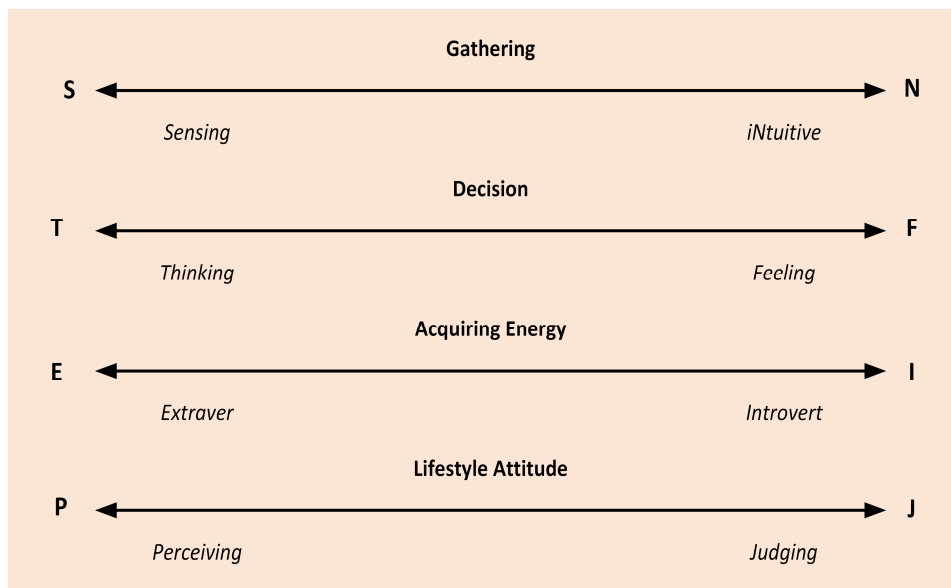 Gathering
S N
Sensing iNtuitive
Decision
T F
Thinking Feeling
Acquiring Energy
E I
Extraver Introvert
Lifestyle Attitude
P J
Perceiving Judging